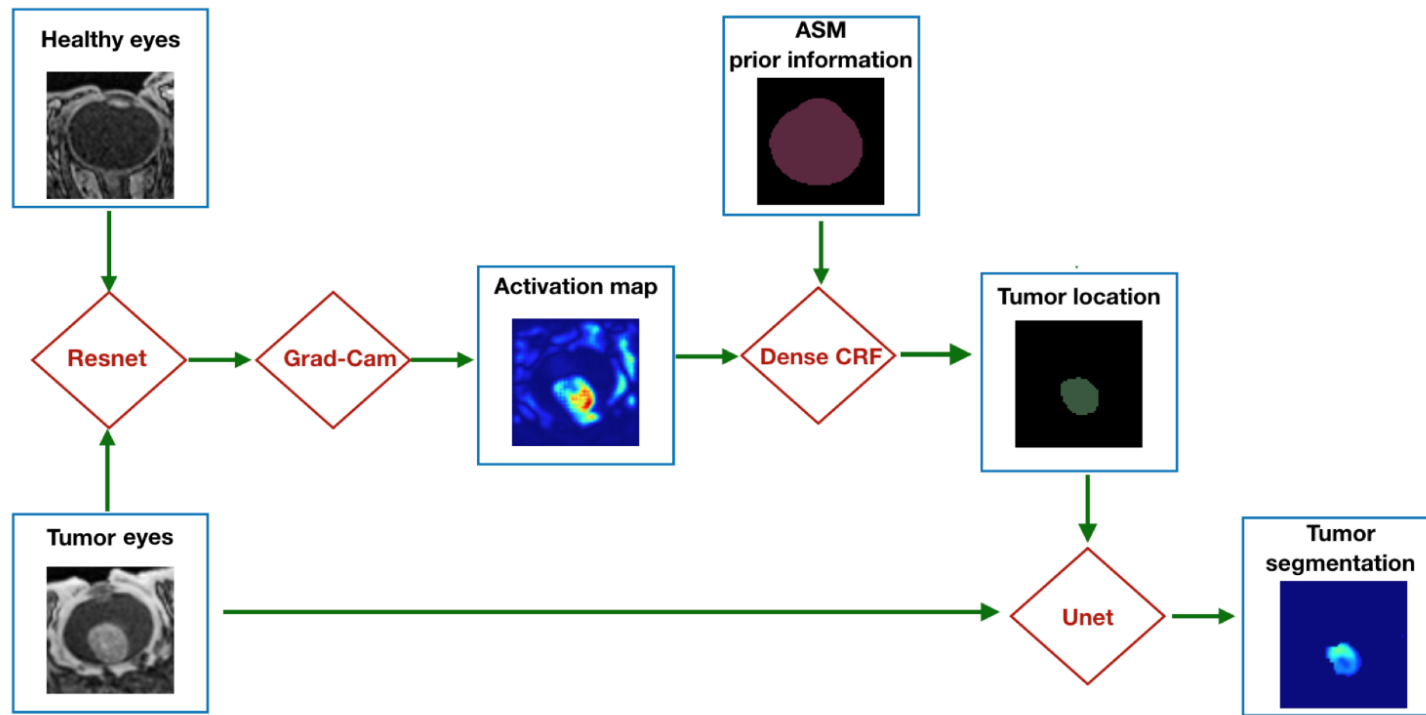 Healthy eyes
ASM
prior information
Resnet
Grad-Cam
Activation map
Dense CRF
Tumor location
Tumor eyes
Unet
Tumor
segmentation